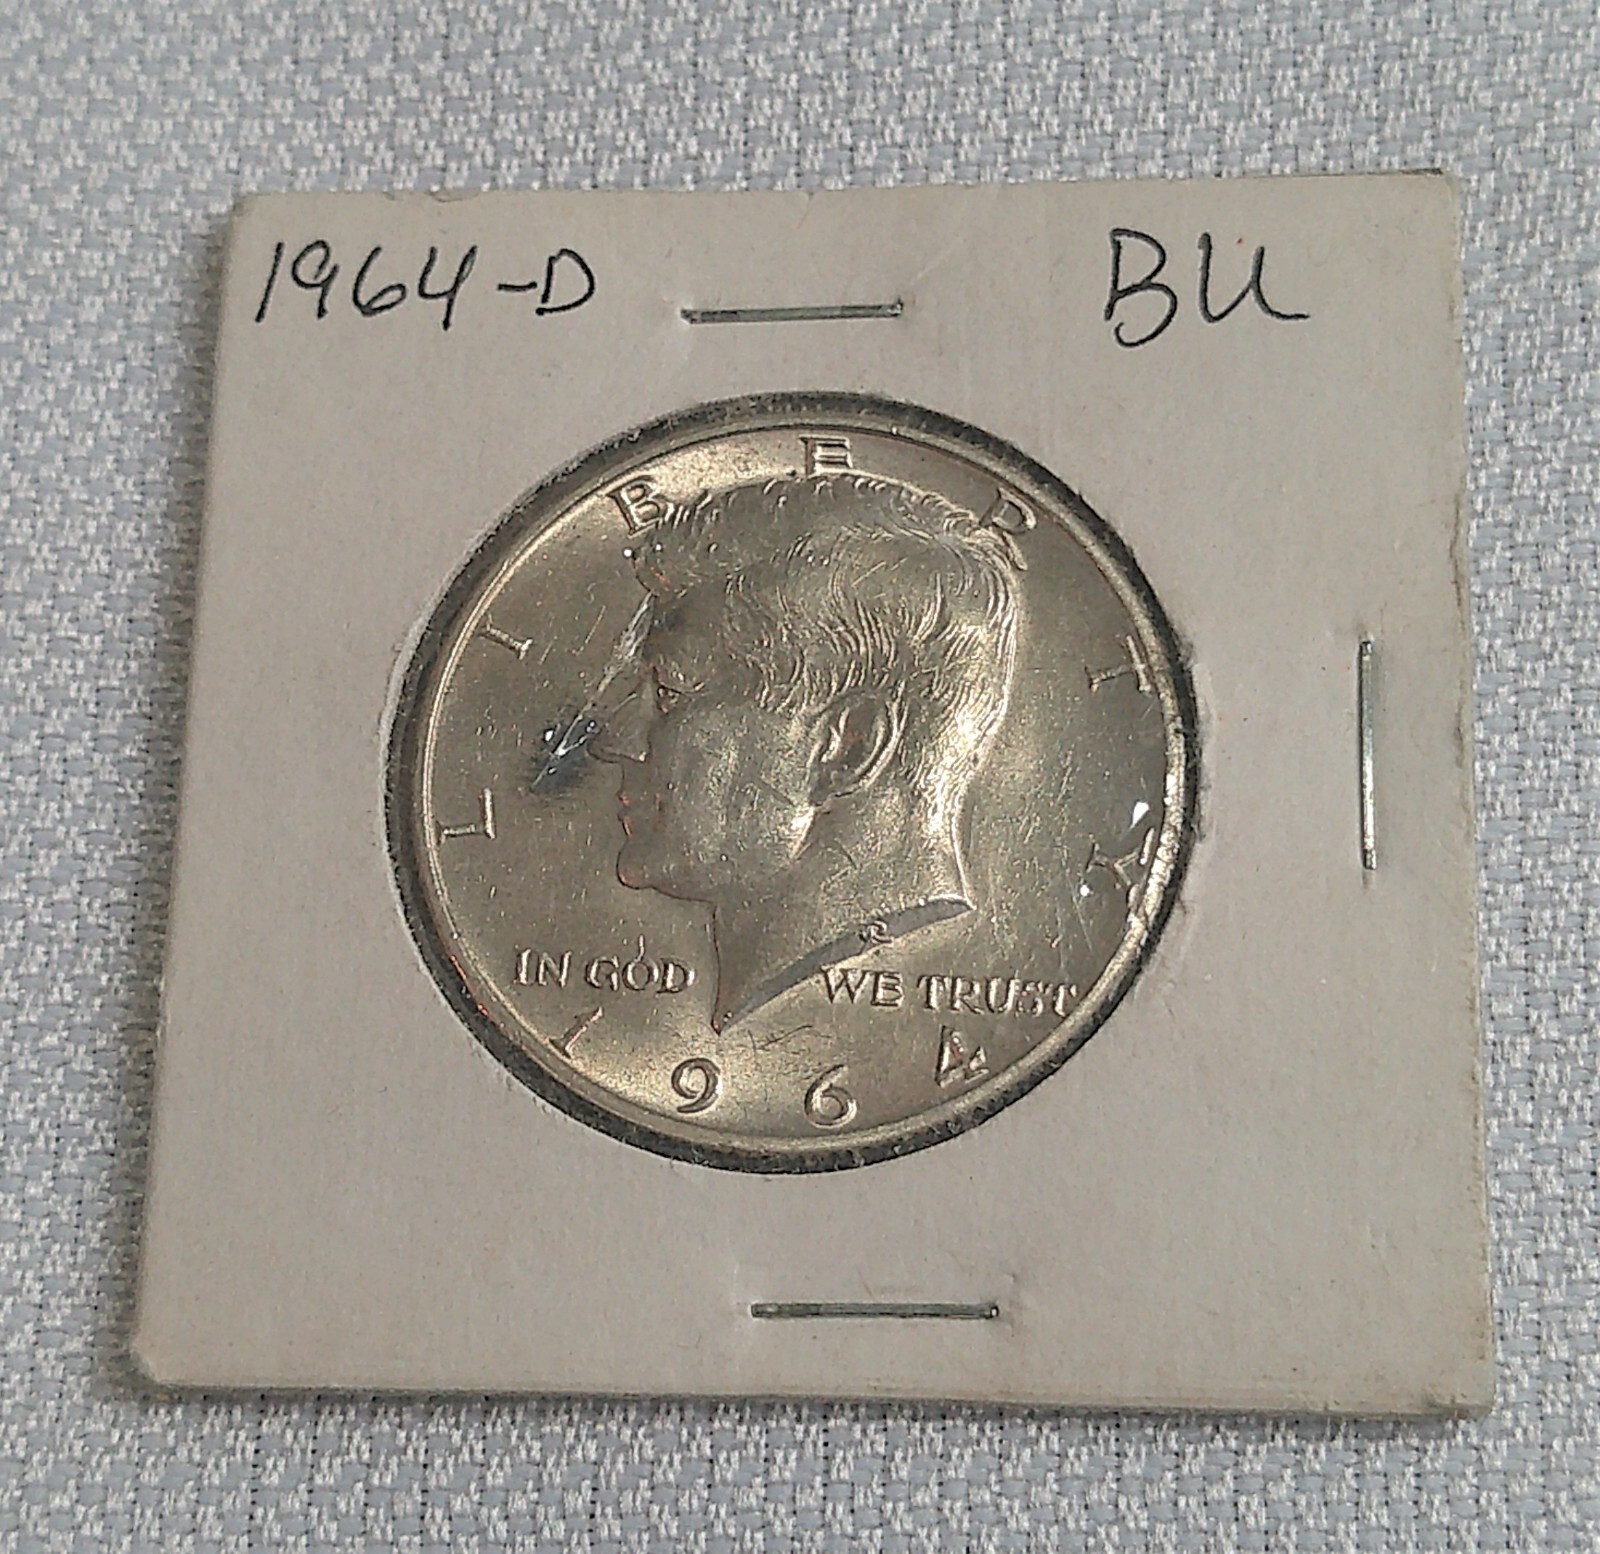 1964-D BU
LIBERTY
IN GOD WE TRUST
1964